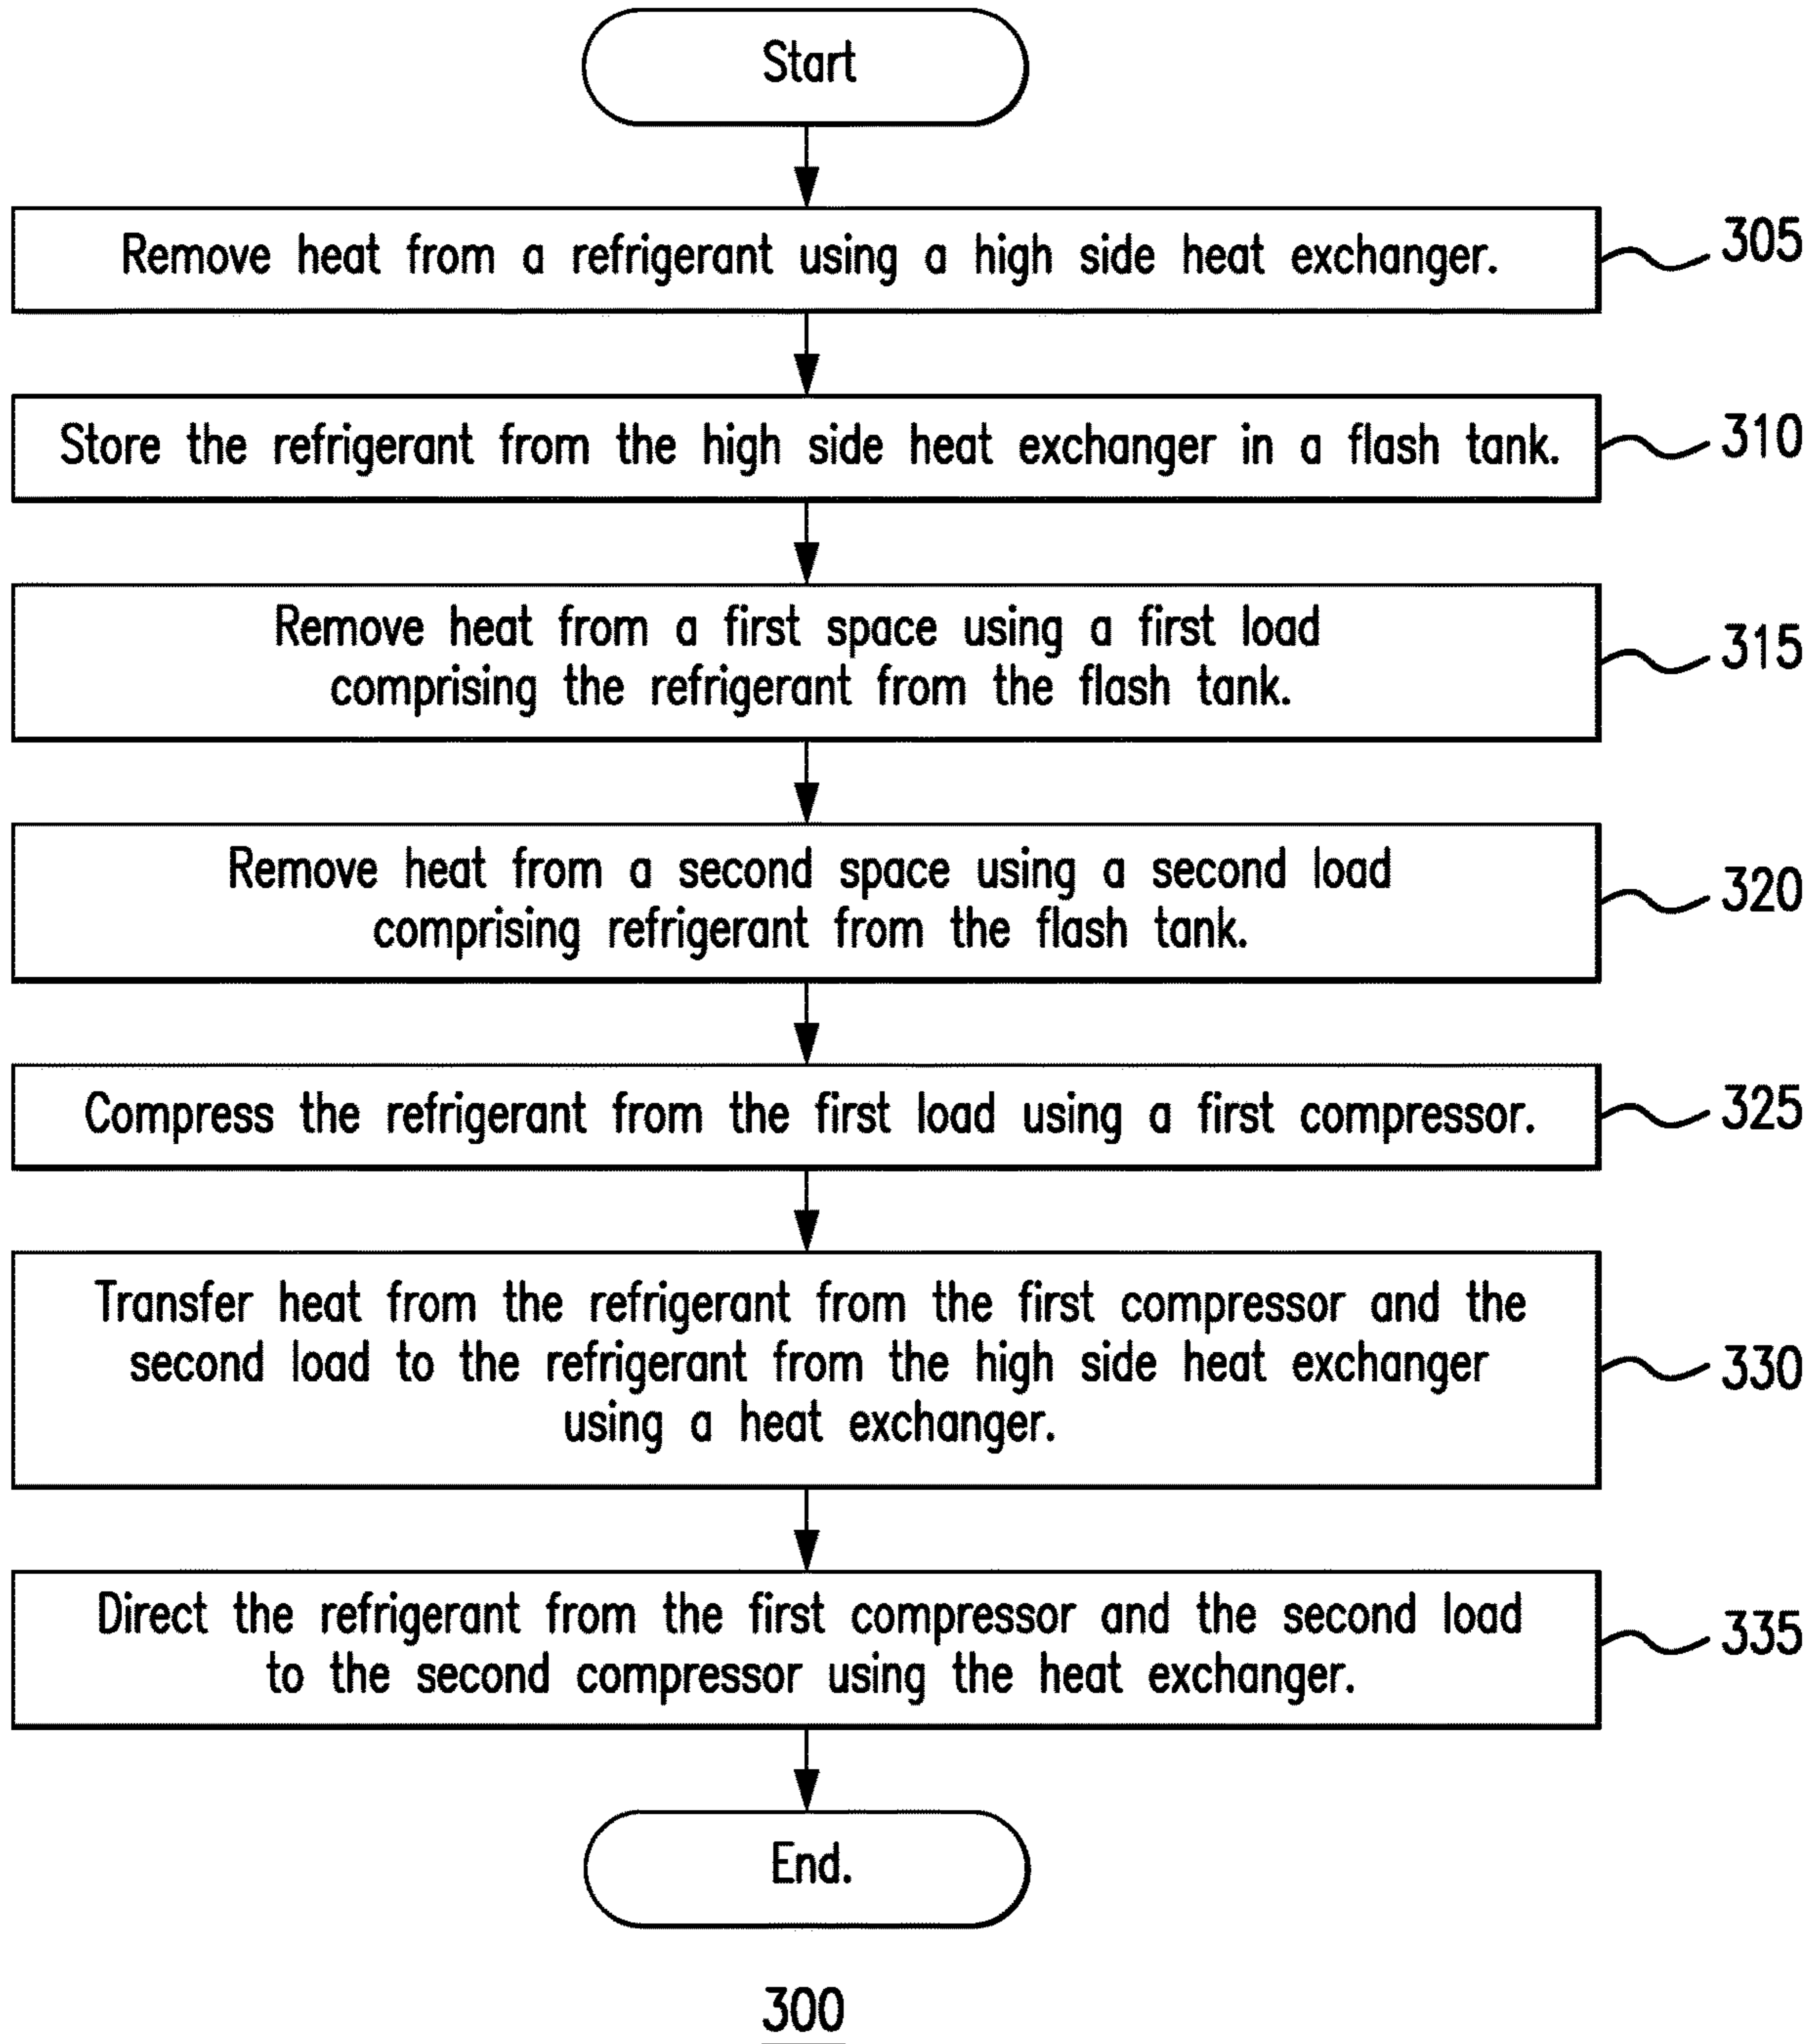 Start
Remove heat from a refrigerant using a high side heat exchanger.
305
Store the refrigerant from the high side heat exchanger in a flash tank.
310
Remove heat from a first space using a first load
comprising the refrigerant from the flash tank.
315
Remove heat from a second space using a second load
comprising refrigerant from the flash tank.
320
Compress the refrigerant from the first load using a first compressor.
325
Transfer heat from the refrigerant from the first compressor and the
second load to the refrigerant from the high side heat exchanger
using a heat exchanger.
330
Direct the refrigerant from the first compressor and the second load
to the second compressor using the heat exchanger.
335
End.
300